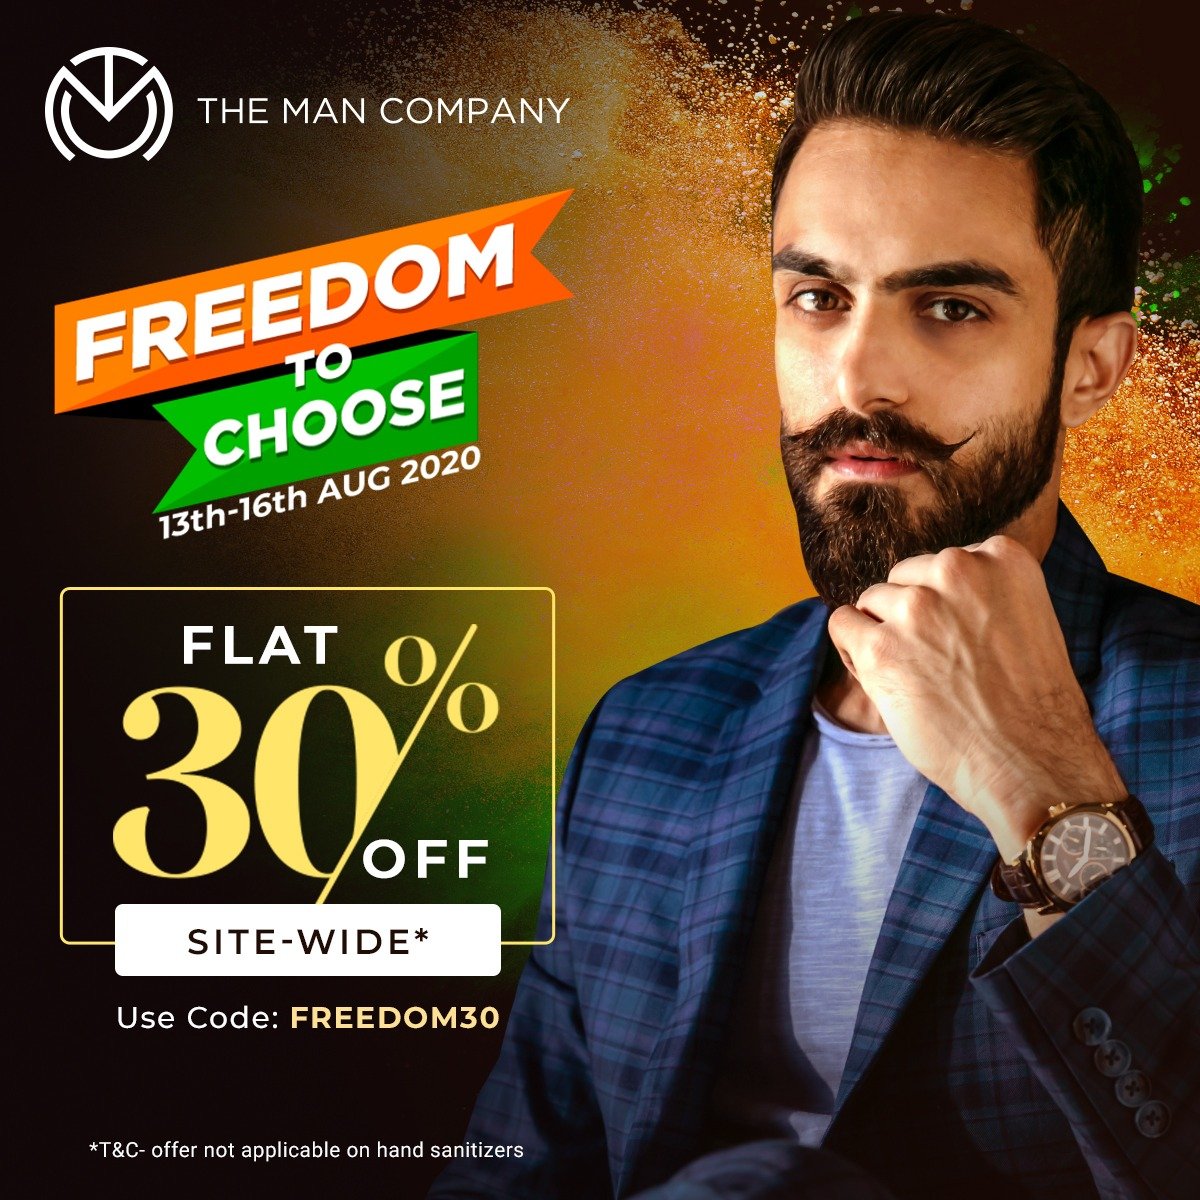 THE MAN COMPANY
FREEDOM
TO
CHOOSE
13th-16th AUG 2020
FLAT
30%
OFF
SITE-WIDE*
Use Code: FREEDOM30
*T&C- offer not applicable on hand sanitizers